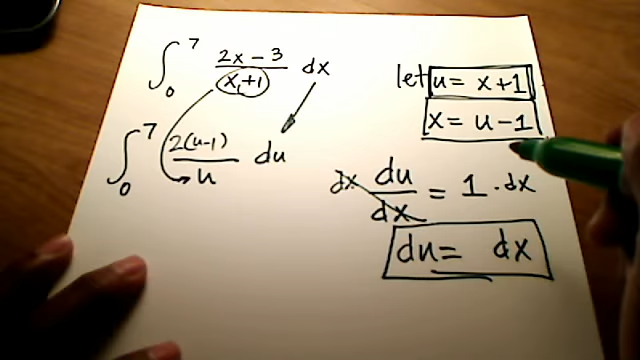 ∫₀⁷ (2x − 3)/(x+1) dx
let u = x+1
x = u − 1
∫₀⁷ 2(u−1)/u du
dx du/dx = 1 · dx
du = dx